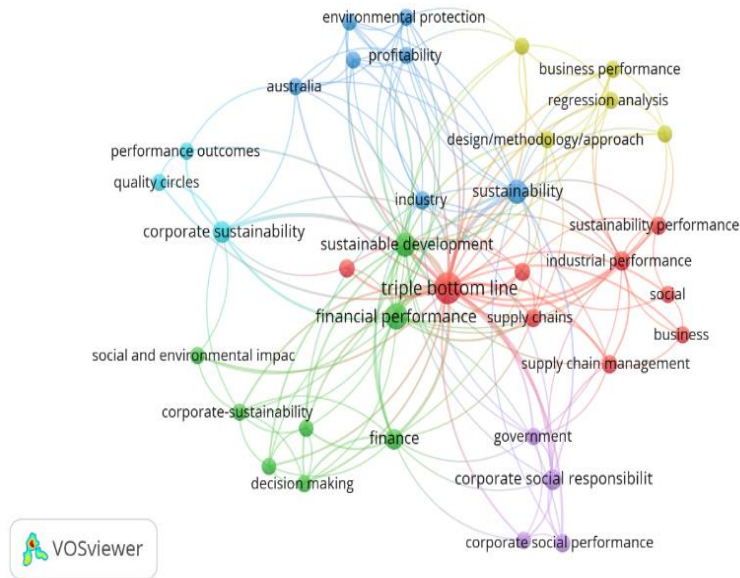 environmental protection
profitability
business performance
australia
regression analysis
design/methodology/approach
performance outcomes
quality circles
industry
sustainability
corporate sustainability
sustainability performance
sustainable development
industrial performance
triple bottom line
social
financial performance
supply chains
business
social and environmental impac
supply chain management
corporate-sustainability
finance
government
decision making
corporate social responsibilit
corporate social performance
VOSviewer